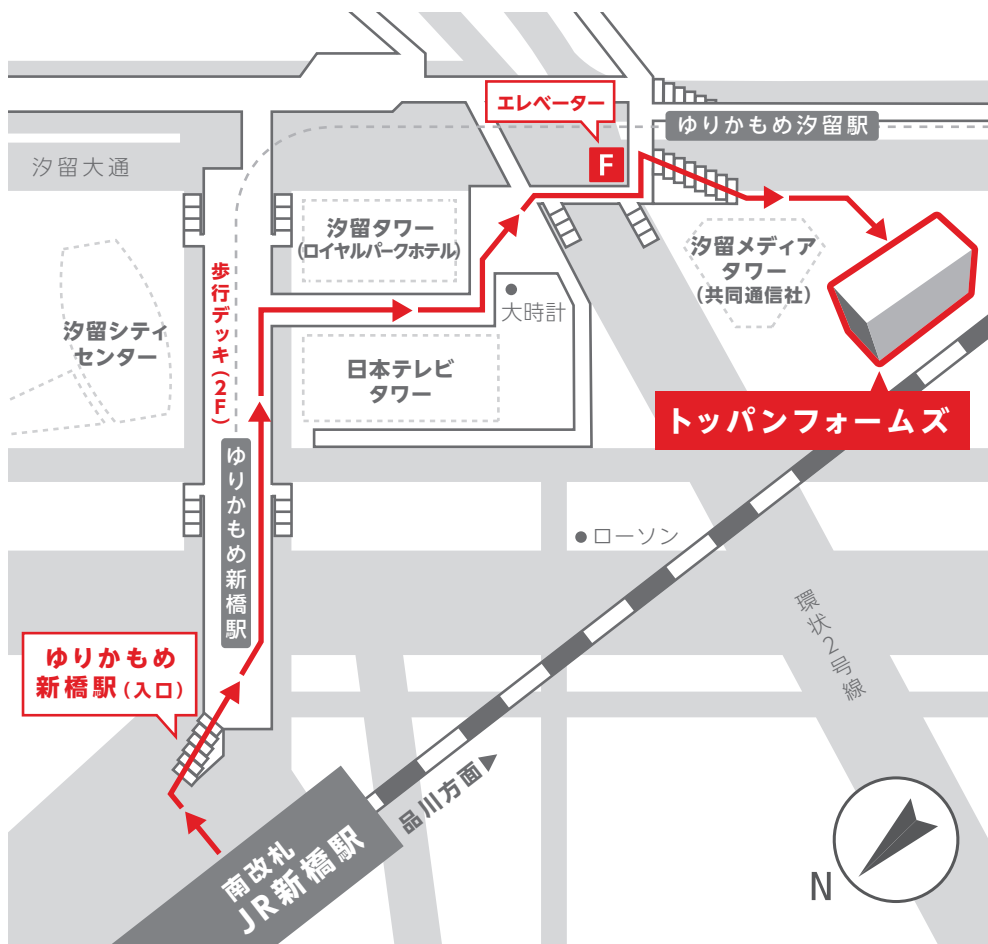 エレベーター
F
ゆりかもめ汐留駅
汐留大通
汐留タワー
(ロイヤルパークホテル)
汐留メディア
タワー
(共同通信社)
歩行デッキ(2F)
大時計
汐留シティ
センター
日本テレビ
タワー
トッパンフォームズ
ゆりかもめ新橋駅
ローソン
環状2号線
ゆりかもめ
新橋駅(入口)
品川方面▶
南改札
JR新橋駅
N